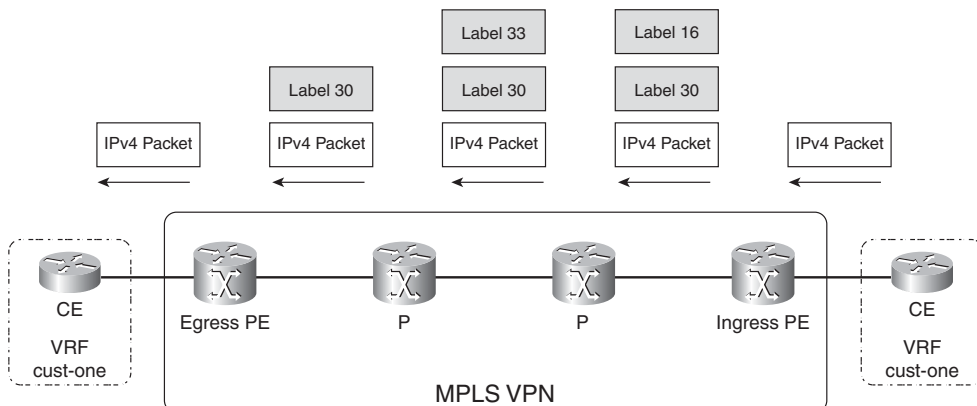 Label 33
Label 16
Label 30
Label 30
Label 30
IPv4 Packet
IPv4 Packet
IPv4 Packet
IPv4 Packet
IPv4 Packet
CE
Egress PE
P
P
Ingress PE
CE
VRF
cust-one
VRF
cust-one
MPLS VPN